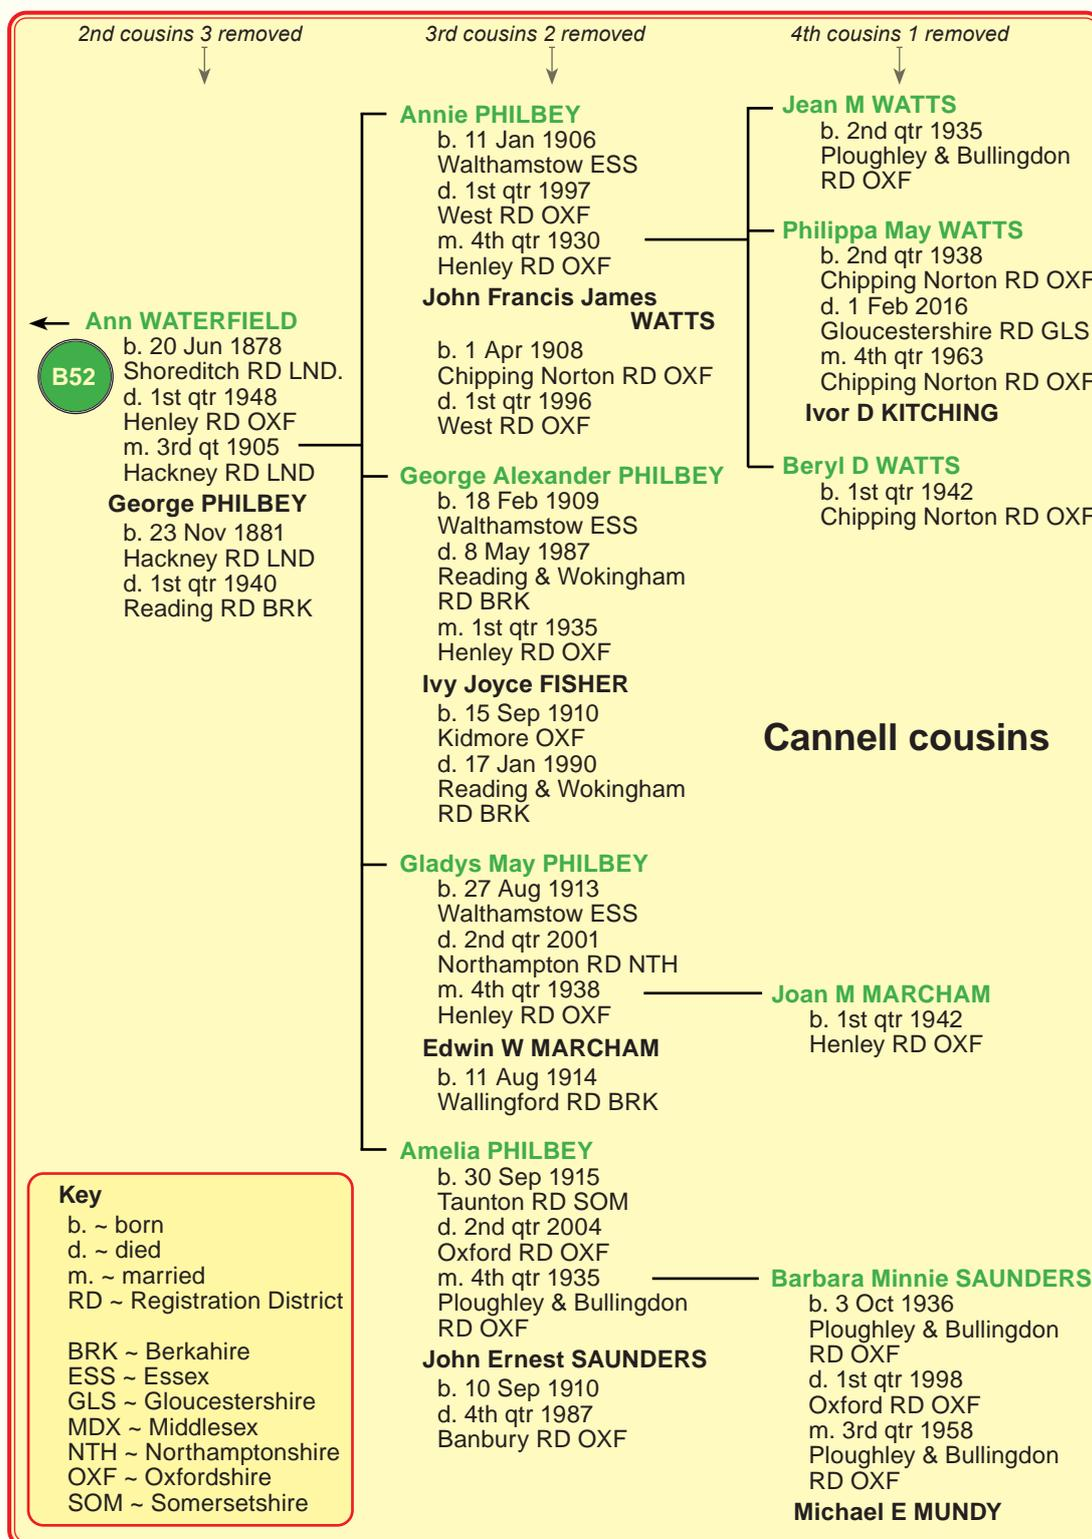 2nd cousins 3 removed
3rd cousins 2 removed
4th cousins 1 removed
Ann WATERFIELD
B52
b. 20 Jun 1878
Shoreditch RD LND.
d. 1st qtr 1948
Henley RD OXF
m. 3rd qt 1905
Hackney RD LND
George PHILBEY
b. 23 Nov 1881
Hackney RD LND
d. 1st qtr 1940
Reading RD BRK
Annie PHILBEY
b. 11 Jan 1906
Walthamstow ESS
d. 1st qtr 1997
West RD OXF
m. 4th qtr 1930
Henley RD OXF
John Francis James
WATTS
b. 1 Apr 1908
Chipping Norton RD OXF
d. 1st qtr 1996
West RD OXF
George Alexander PHILBEY
b. 18 Feb 1909
Walthamstow ESS
d. 8 May 1987
Reading & Wokingham
RD BRK
m. 1st qtr 1935
Henley RD OXF
Ivy Joyce FISHER
b. 15 Sep 1910
Kidmore OXF
d. 17 Jan 1990
Reading & Wokingham
RD BRK
Gladys May PHILBEY
b. 27 Aug 1913
Walthamstow ESS
d. 2nd qtr 2001
Northampton RD NTH
m. 4th qtr 1938
Henley RD OXF
Edwin W MARCHAM
b. 11 Aug 1914
Wallingford RD BRK
Amelia PHILBEY
b. 30 Sep 1915
Taunton RD SOM
d. 2nd qtr 2004
Oxford RD OXF
m. 4th qtr 1935
Ploughley & Bullingdon
RD OXF
John Ernest SAUNDERS
b. 10 Sep 1910
d. 4th qtr 1987
Banbury RD OXF
Jean M WATTS
b. 2nd qtr 1935
Ploughley & Bullingdon
RD OXF
Philippa May WATTS
b. 2nd qtr 1938
Chipping Norton RD OXF
d. 1 Feb 2016
Gloucestershire RD GLS
m. 4th qtr 1963
Chipping Norton RD OXF
Ivor D KITCHING
Beryl D WATTS
b. 1st qtr 1942
Chipping Norton RD OXF
Cannell cousins
Joan M MARCHAM
b. 1st qtr 1942
Henley RD OXF
Barbara Minnie SAUNDERS
b. 3 Oct 1936
Ploughley & Bullingdon
RD OXF
d. 1st qtr 1998
Oxford RD OXF
m. 3rd qtr 1958
Ploughley & Bullingdon
RD OXF
Michael E MUNDY
Key
b. ~ born
d. ~ died
m. ~ married
RD ~ Registration District
BRK ~ Berkahire
ESS ~ Essex
GLS ~ Gloucestershire
MDX ~ Middlesex
NTH ~ Northamptonshire
OXF ~ Oxfordshire
SOM ~ Somersetshire